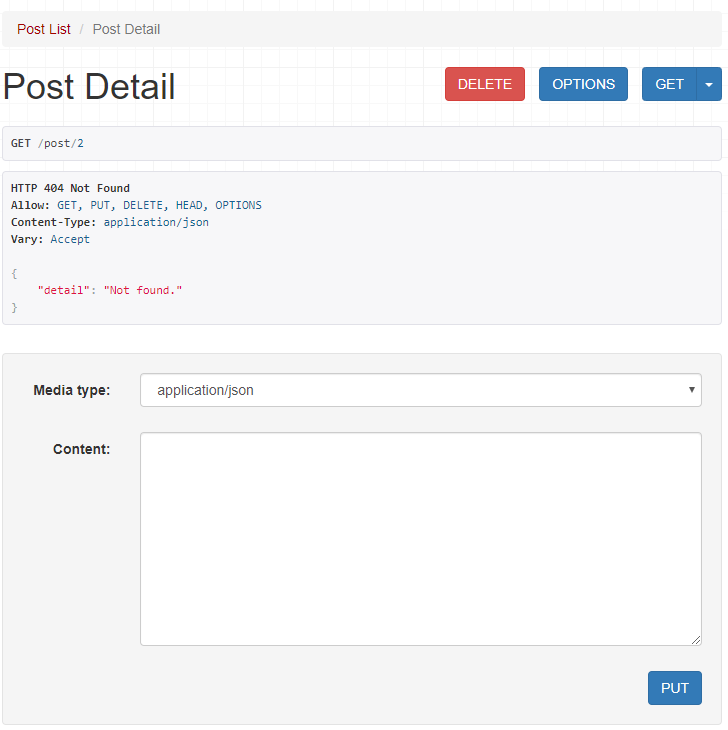 Post List / Post Detail
Post Detail DELETE OPTIONS GET
GET /post/2
HTTP 404 Not Found
Allow: GET, PUT, DELETE, HEAD, OPTIONS
Content-Type: application/json
Vary: Accept
{
"detail": "Not found."
}
Media type: application/json
Content:
PUT